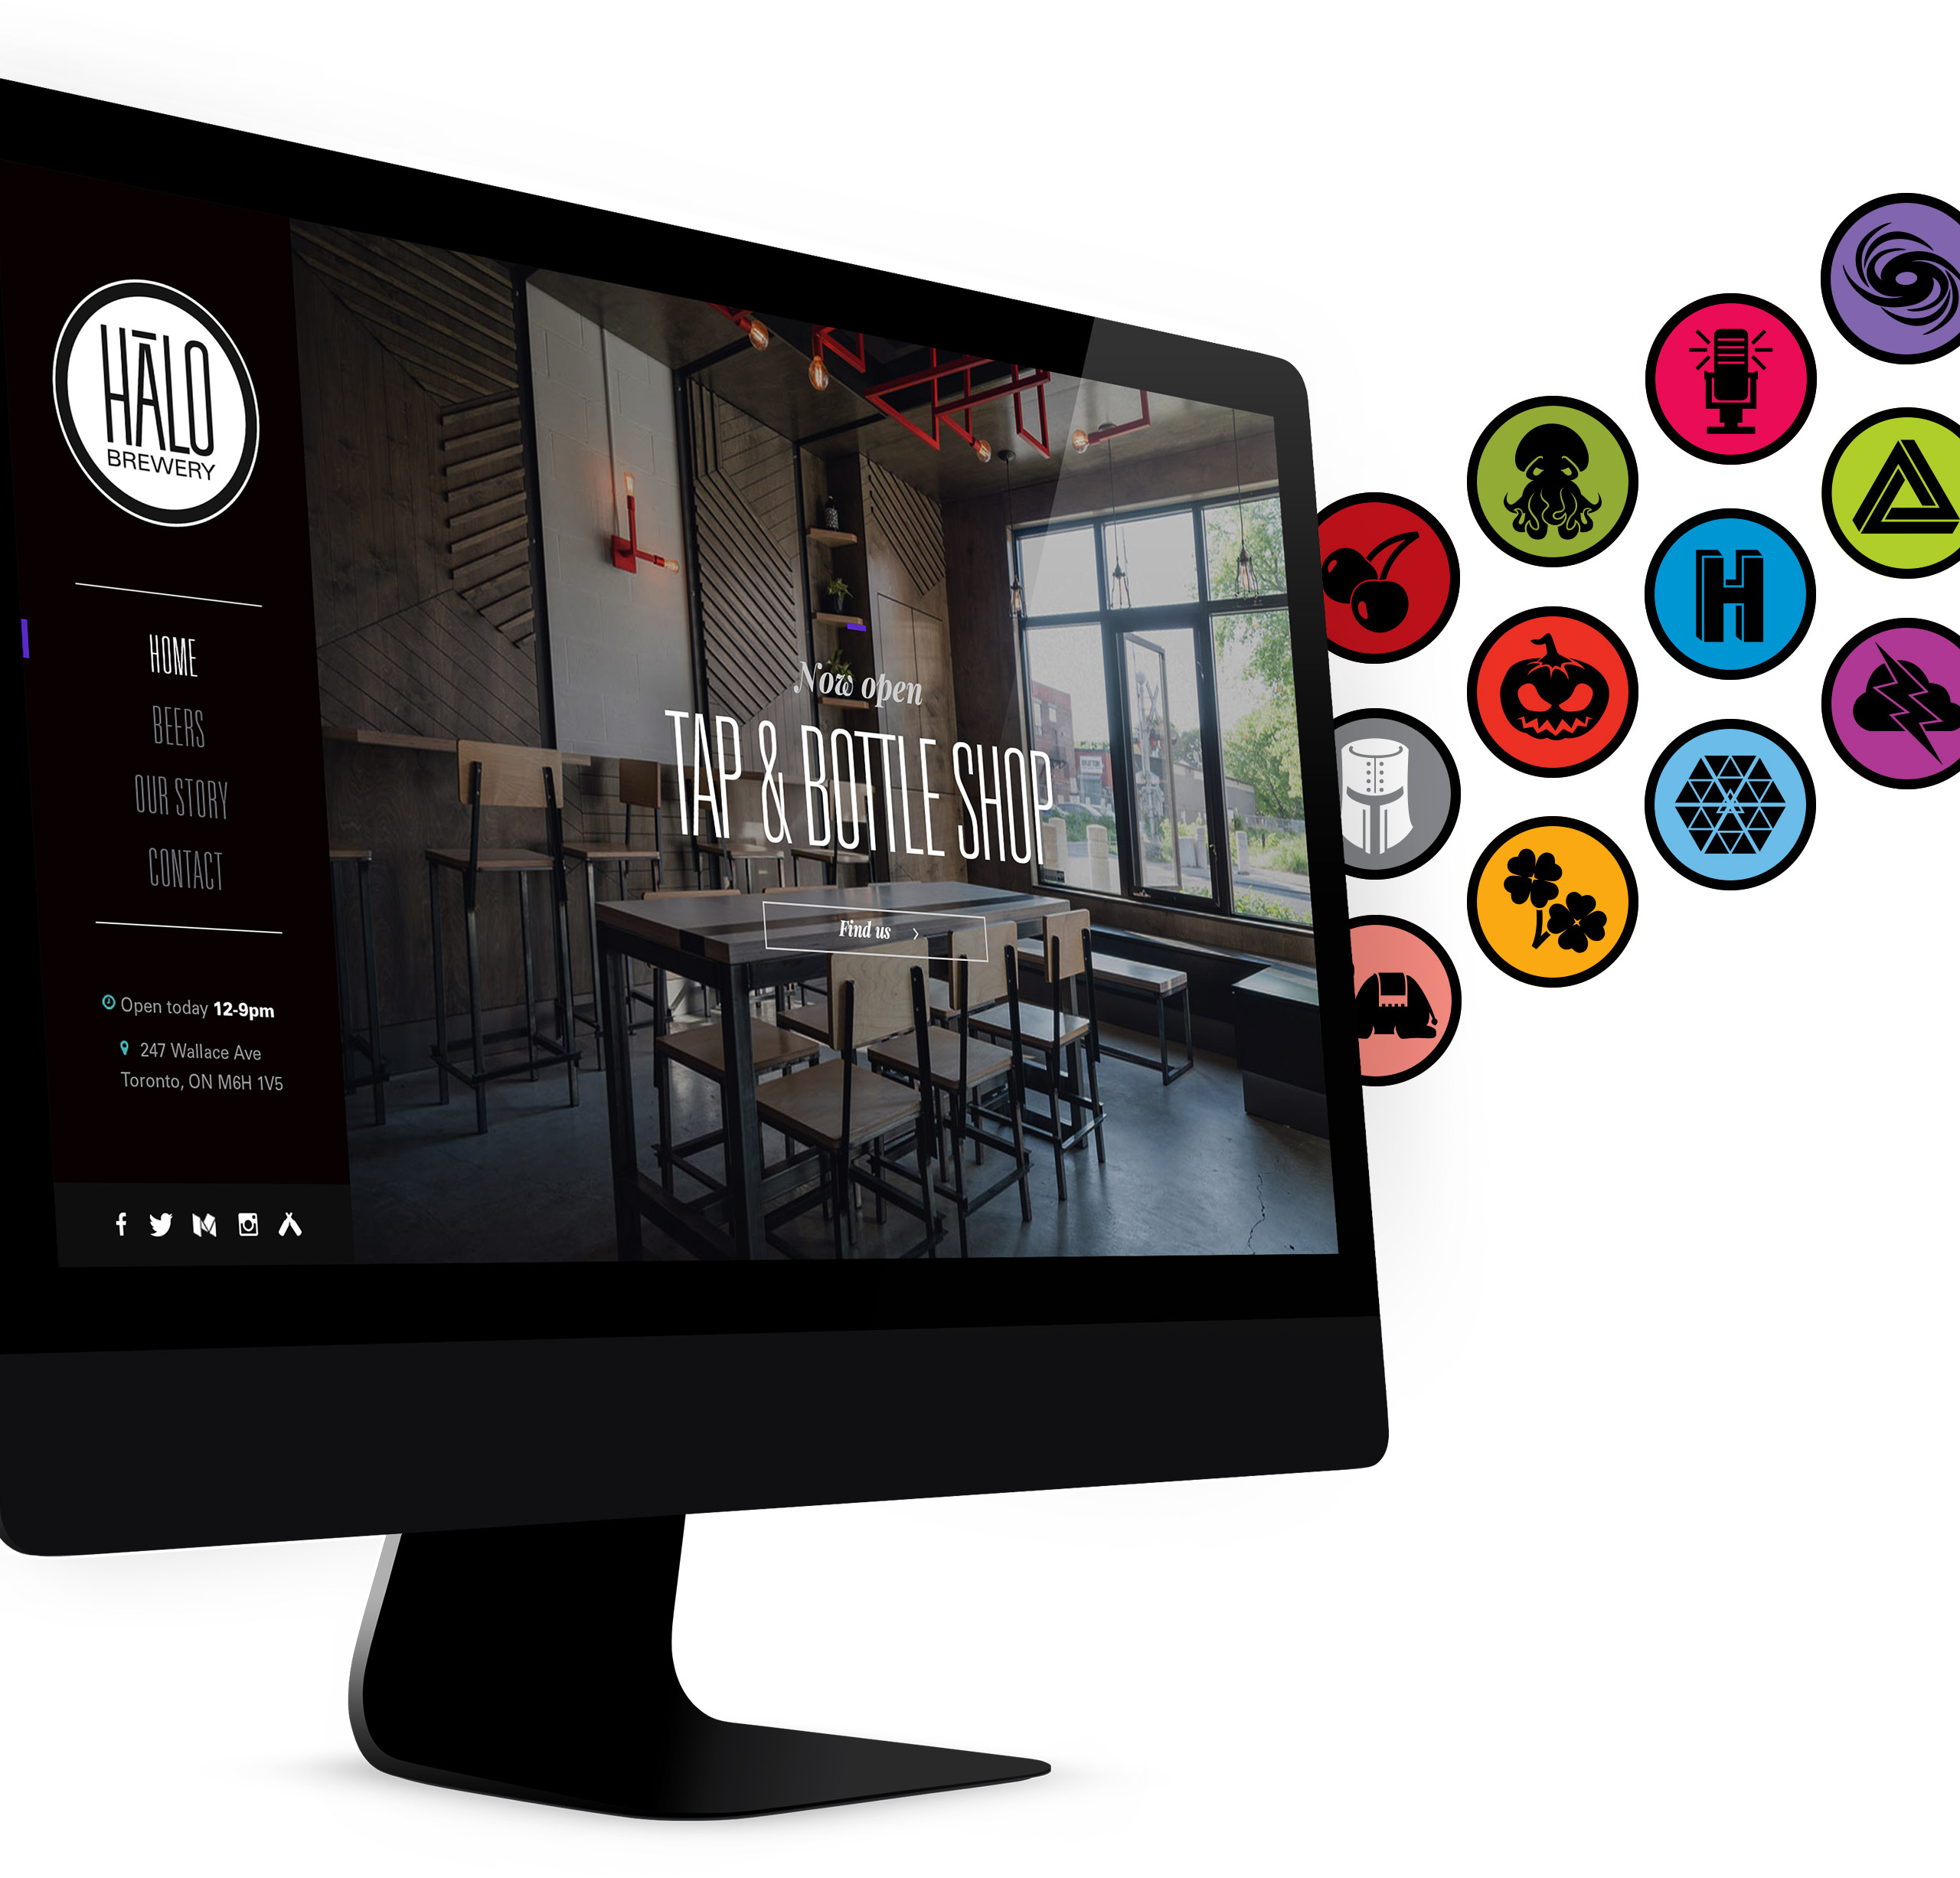 HĀLO
BREWERY
HOME
BEERS
OUR STORY
CONTACT
Open today 12-9pm
247 Wallace Ave
Toronto, ON M6H 1V5
Now open
TAP & BOTTLE SHOP
Find us
H